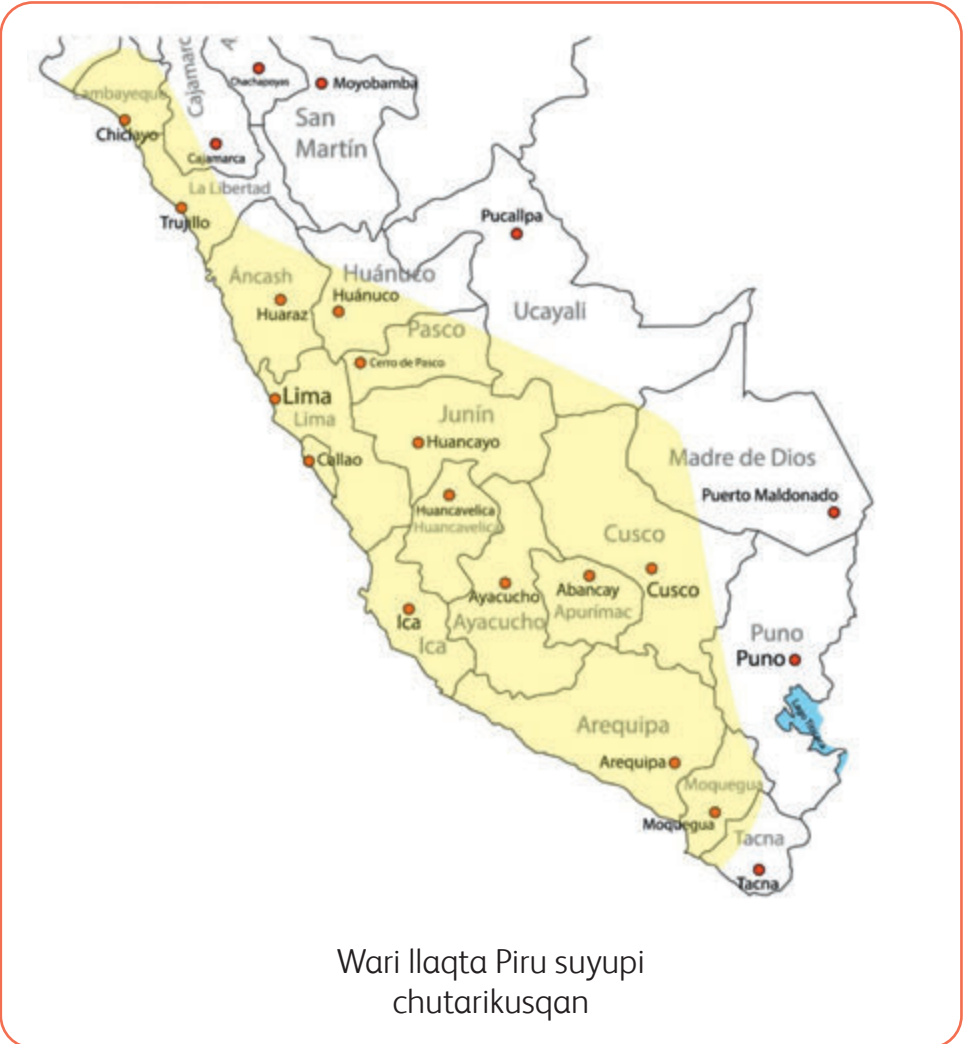 Cajamarc
A
Chachapoyas
Moyobamba
Lambayeque
San
Martín
Chiclayo
Cajamarca
La Libertad
Trujillo
Pucallpa
Áncash
Huánuco
Huánuco
Huaraz
Ucayali
Pasco
Cerro de Pasco
Lima
Lima
Junín
Huancayo
Callao
Madre de Dios
Puerto Maldonado
Huancavelica
Huancavelica
Cusco
Cusco
Ayacucho
Ayacucho
Abancay
Apurímac
Ica
Ica
Puno
Puno
Lago
Arequipa
Arequipa
Moquegua
Moquegua
Tacna
Tacna
Wari llaqta Piru suyupi
chutarikusqan